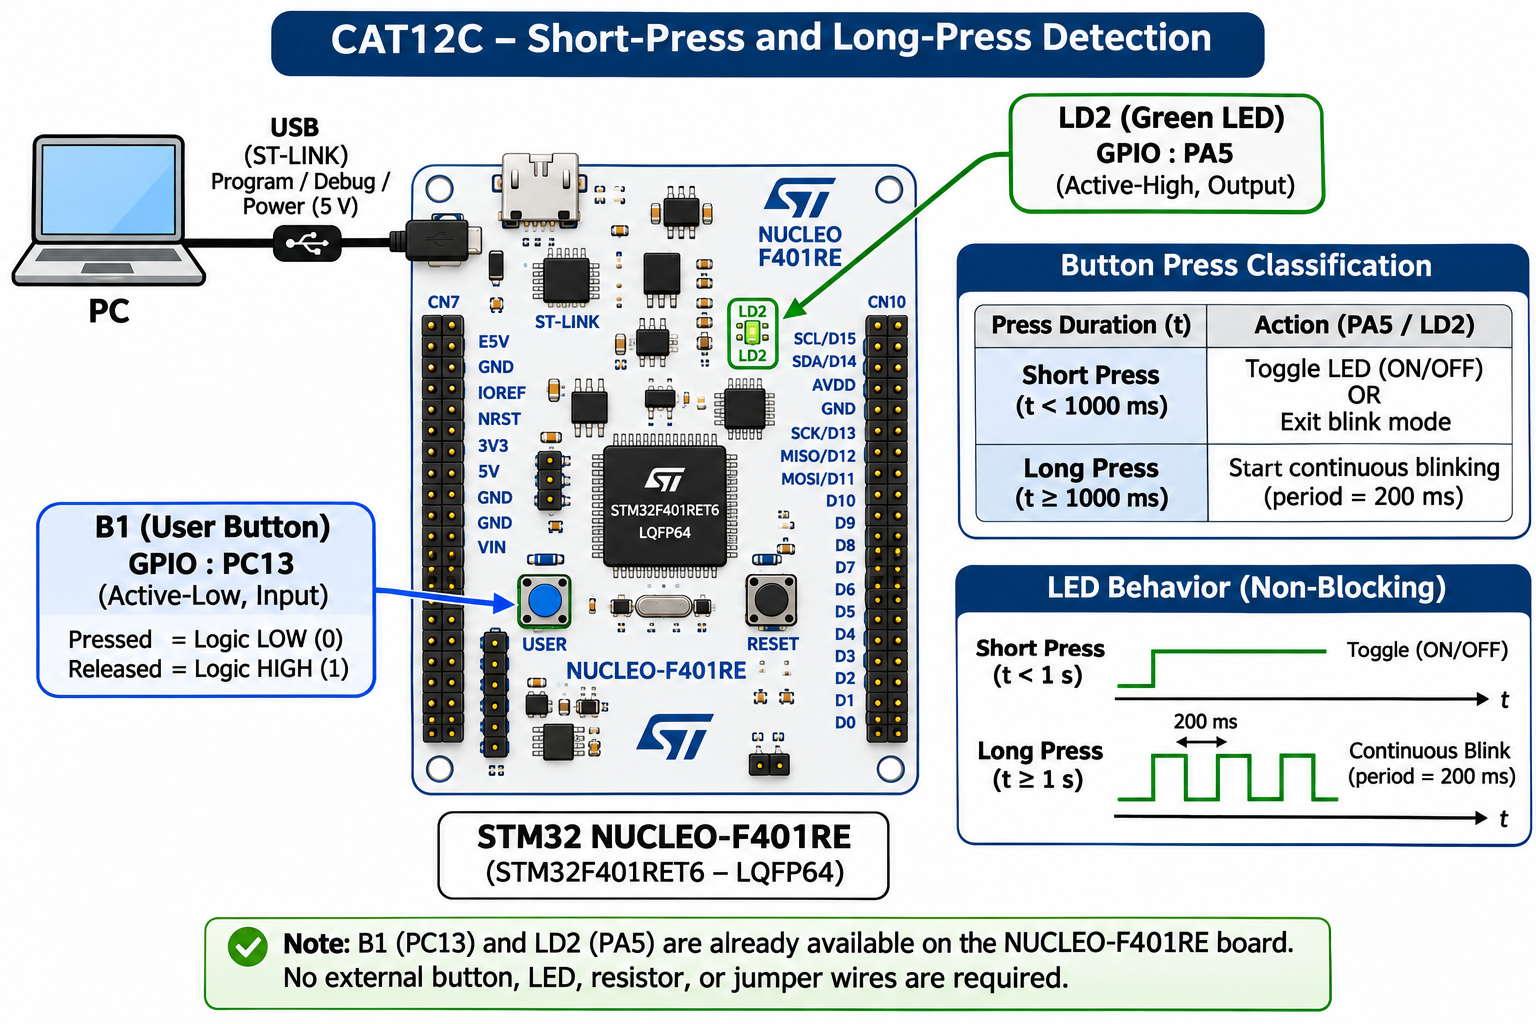 CAT12C – Short-Press and Long-Press Detection
USB
(ST-LINK)
Program / Debug /
Power (5 V)
PC
LD2 (Green LED)
GPIO : PA5
(Active-High, Output)
ST
NUCLEO
F401RE
CN7
CN10
ST-LINK
LD2
LD2
E5V
GND
IOREF
NRST
3V3
5V
GND
GND
VIN
SCL/D15
SDA/D14
AVDD
GND
SCK/D13
MISO/D12
MOSI/D11
D10
D9
D8
D7
D6
D5
D4
D3
D2
D1
D0
ST
STM32F401RET6
LQFP64
USER
RESET
NUCLEO-F401RE
ST
B1 (User Button)
GPIO : PC13
(Active-Low, Input)
Pressed = Logic LOW (0)
Released = Logic HIGH (1)
Button Press Classification
Press Duration (t)
Action (PA5 / LD2)
Short Press
(t < 1000 ms)
Toggle LED (ON/OFF)
OR
Exit blink mode
Long Press
(t ≥ 1000 ms)
Start continuous blinking
(period = 200 ms)
LED Behavior (Non-Blocking)
Short Press
(t < 1 s)
Toggle (ON/OFF)
t
200 ms
Long Press
(t ≥ 1 s)
Continuous Blink
(period = 200 ms)
t
STM32 NUCLEO-F401RE
(STM32F401RET6 – LQFP64)
Note: B1 (PC13) and LD2 (PA5) are already available on the NUCLEO-F401RE board.
No external button, LED, resistor, or jumper wires are required.